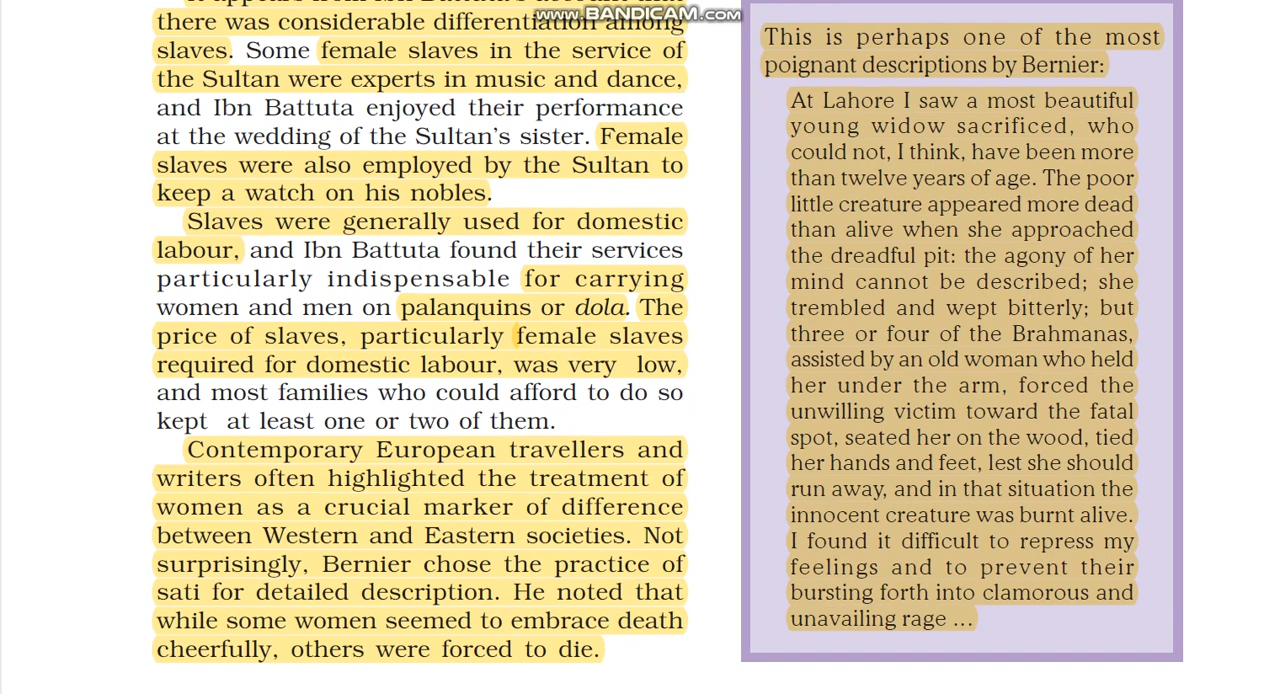 there was considerable differentiation among
slaves. Some female slaves in the service of
the Sultan were experts in music and dance,
and Ibn Battuta enjoyed their performance
at the wedding of the Sultan's sister. Female
slaves were also employed by the Sultan to
keep a watch on his nobles.
Slaves were generally used for domestic
labour, and Ibn Battuta found their services
particularly indispensable for carrying
women and men on palanquins or dola. The
price of slaves, particularly female slaves
required for domestic labour, was very low,
and most families who could afford to do so
kept at least one or two of them.
Contemporary European travellers and
writers often highlighted the treatment of
women as a crucial marker of difference
between Western and Eastern societies. Not
surprisingly, Bernier chose the practice of
sati for detailed description. He noted that
while some women seemed to embrace death
cheerfully, others were forced to die.
www.BANDICAM.com
This is perhaps one of the most
poignant descriptions by Bernier:
At Lahore I saw a most beautiful
young widow sacrificed, who
could not, I think, have been more
than twelve years of age. The poor
little creature appeared more dead
than alive when she approached
the dreadful pit: the agony of her
mind cannot be described; she
trembled and wept bitterly; but
three or four of the Brahmanas,
assisted by an old woman who held
her under the arm, forced the
unwilling victim toward the fatal
spot, seated her on the wood, tied
her hands and feet, lest she should
run away, and in that situation the
innocent creature was burnt alive.
I found it difficult to repress my
feelings and to prevent their
bursting forth into clamorous and
unavailing rage ...